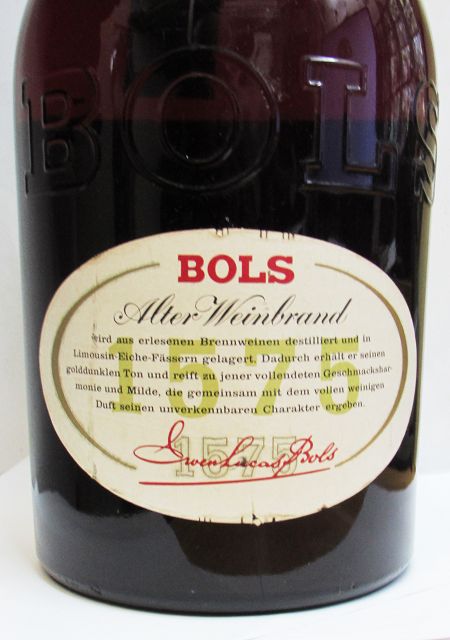 BOLS
BOLS
Alter Weinbrand
wird aus erlesenen Brennweinen destilliert und in
Limousin-Eiche-Fässern gelagert. Dadurch erhält er seinen
golddunklen Ton und reift zu jener vollendeten Geschmackshar-
monie und Milde, die gemeinsam mit dem vollen weinigen
Duft seinen unverkennbaren Charakter ergeben.
1575
1575
Erven Lucas Bols